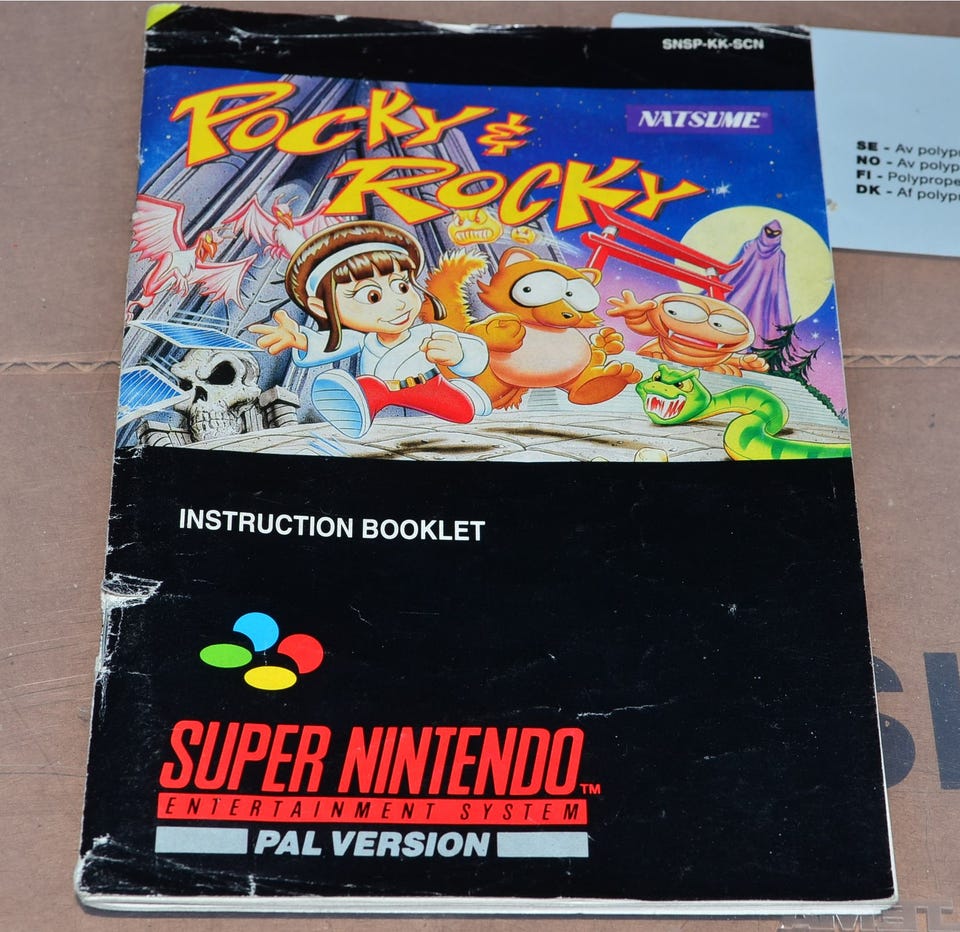 SNSP-KK-SCN
POCKY &
ROCKY
NATSUME®
SE - Av polypr
NO - Av polyp
FI - Polyprope
DK - Af polypr
INSTRUCTION BOOKLET
SUPER NINTENDO™
ENTERTAINMENT SYSTEM
PAL VERSION